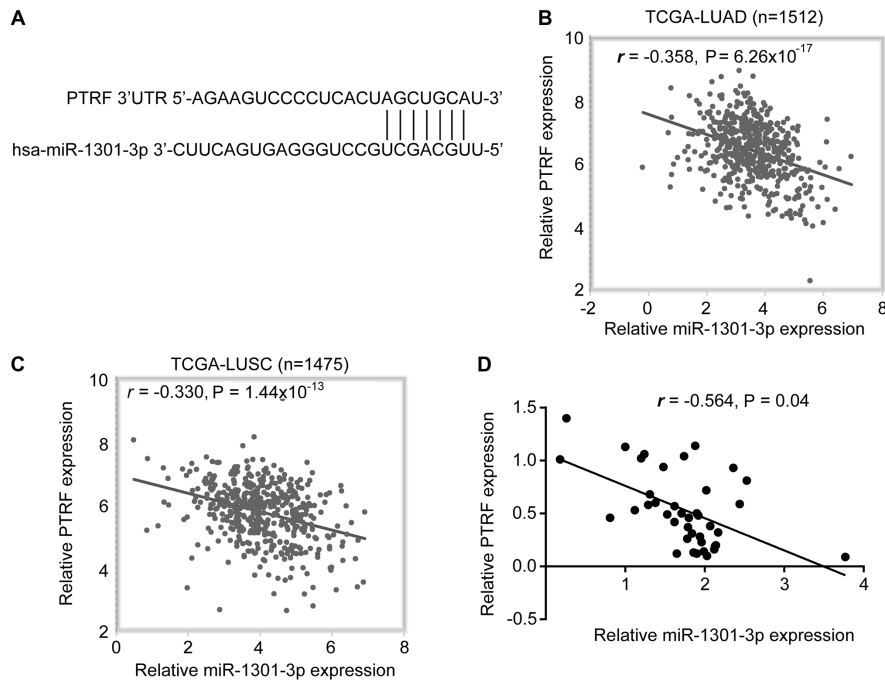 A
PTRF 3’UTR 5’-AGAAGUCCCCUCACUAGCUGCAU-3’
hsa-miR-1301-3p 3’-CUUCAGUGAGGGUCCGUCGACGUU-5’
B
TCGA-LUAD (n=1512)
r = -0.358, P = 6.26x10-17
10
8
6
4
2
Relative PTRF expression
-2 0 2 4 6 8
Relative miR-1301-3p expression
C
TCGA-LUSC (n=1475)
r = -0.330, P = 1.44x10-13
10
8
6
4
2
Relative PTRF expression
0 2 4 6 8
Relative miR-1301-3p expression
D
r = -0.564, P = 0.04
1.5
1.0
0.5
0.0
-0.5
Relative PTRF expression
1 2 3 4
Relative miR-1301-3p expression